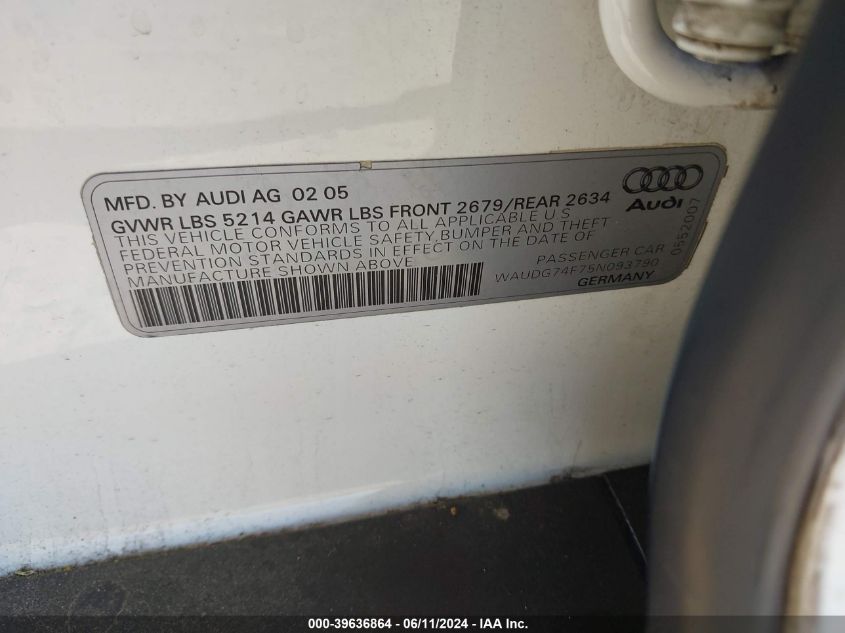 MFD. BY AUDI AG 02 05
GVWR LBS 5214 GAWR LBS FRONT 2679/REAR 2634
THIS VEHICLE CONFORMS TO ALL APPLICABLE U S
FEDERAL MOTOR VEHICLE SAFETY BUMPER AND THEFT
PREVENTION STANDARDS IN EFFECT ON THE DATE OF
MANUFACTURE SHOWN ABOVE
PASSENGER CAR
WAUDG74F75N093790
GERMANY
Audi
0552007
000-39636864 - 06/11/2024 - IAA Inc.